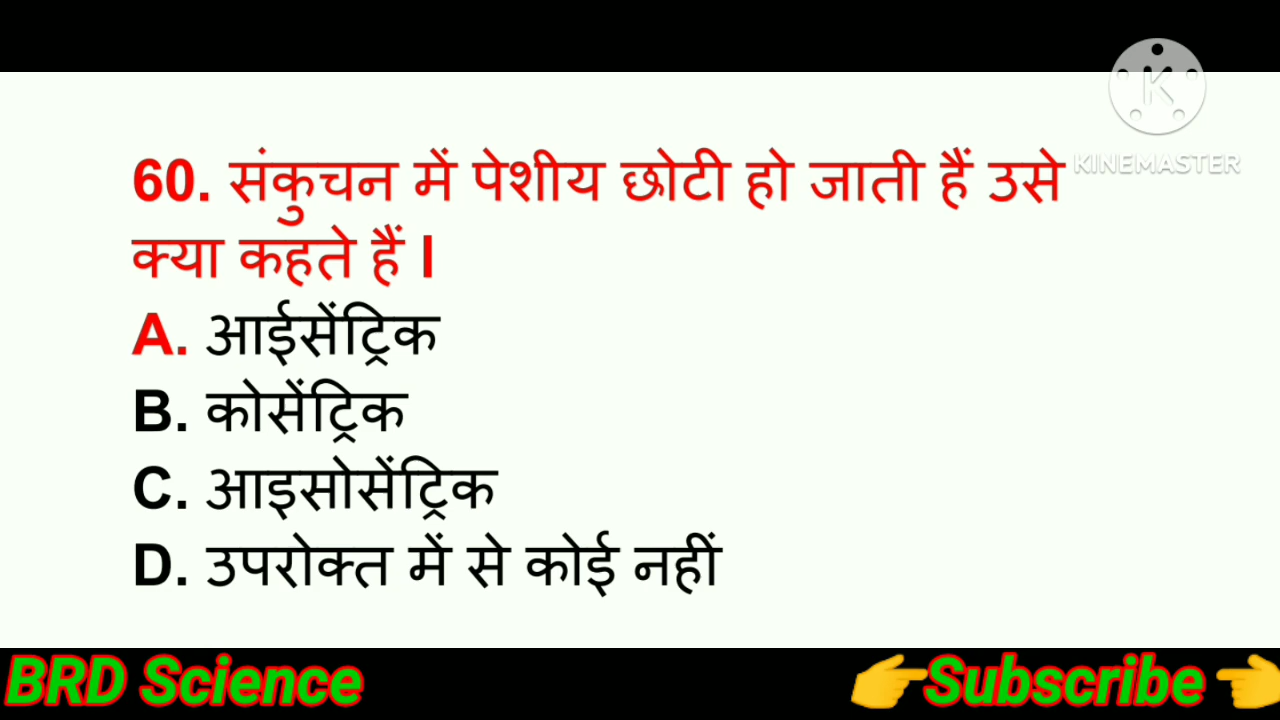 KINEMASTER
60. संकुचन में पेशीय छोटी हो जाती हैं उसे
क्या कहते हैं l
A. आईसेंट्रिक
B. कोसेंट्रिक
C. आइसोसेंट्रिक
D. उपरोक्त में से कोई नहीं
BRD Science
👉Subscribe👈